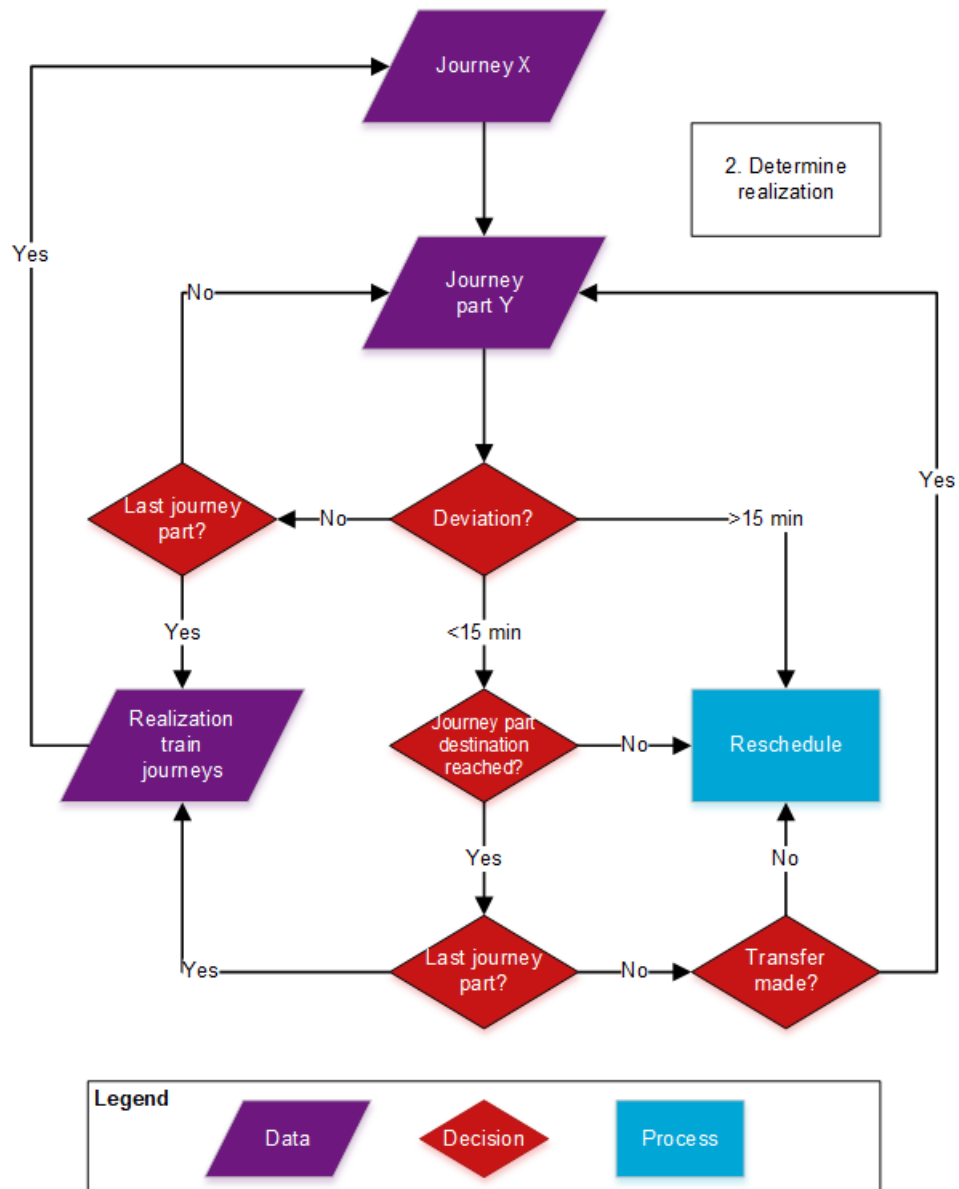 Journey X
2. Determine
realization
Yes
Journey
part Y
No
Yes
Last journey
part?
No
Deviation?
>15 min
Yes
<15 min
Realization
train
journeys
Journey part
destination
reached?
No
Reschedule
Yes
No
Yes
Last journey
part?
No
Transfer
made?
Legend
Data
Decision
Process